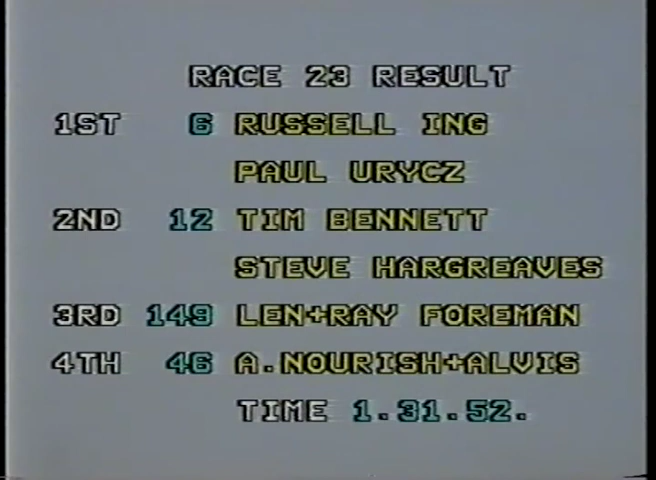 RACE 23 RESULT
1ST 6 RUSSELL ING
PAUL URYCZ
2ND 12 TIM BENNETT
STEVE HARGREAVES
3RD 149 LEN+RAY FOREMAN
4TH 46 A.NOURISH+ALVIS
TIME 1.31.52.